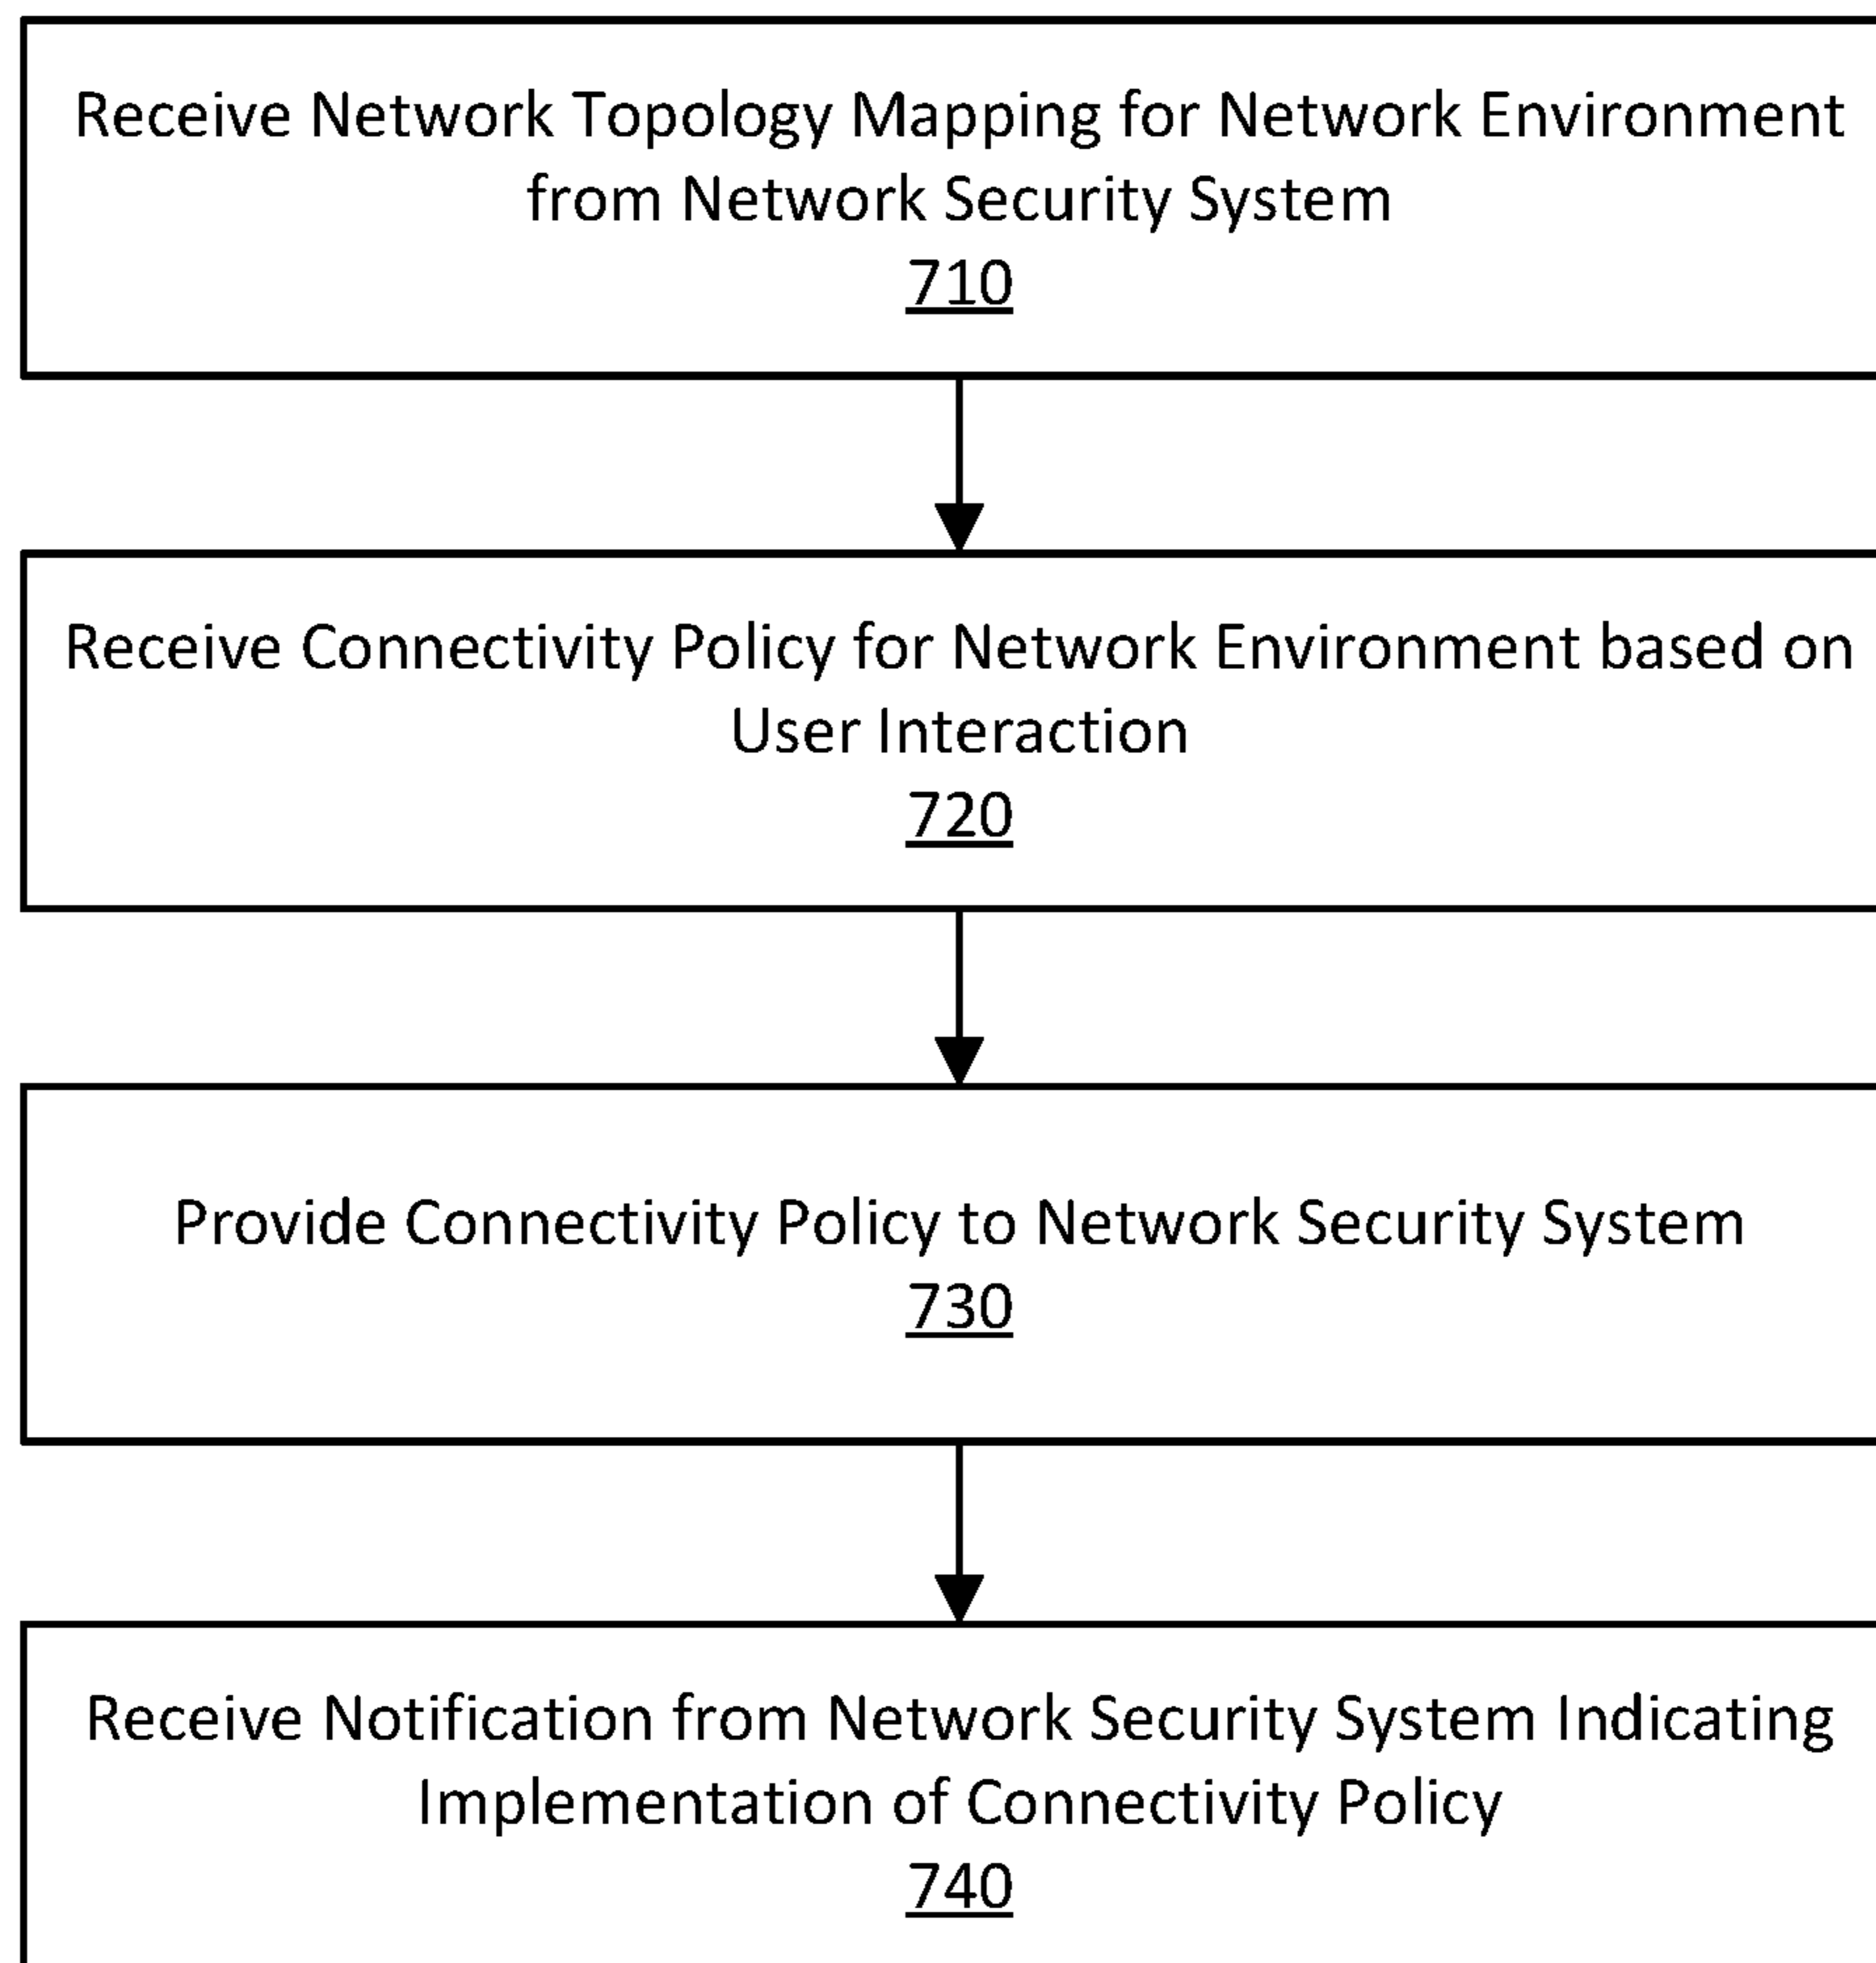 Receive Network Topology Mapping for Network Environment
from Network Security System
710
Receive Connectivity Policy for Network Environment based on
User Interaction
720
Provide Connectivity Policy to Network Security System
730
Receive Notification from Network Security System Indicating
Implementation of Connectivity Policy
740